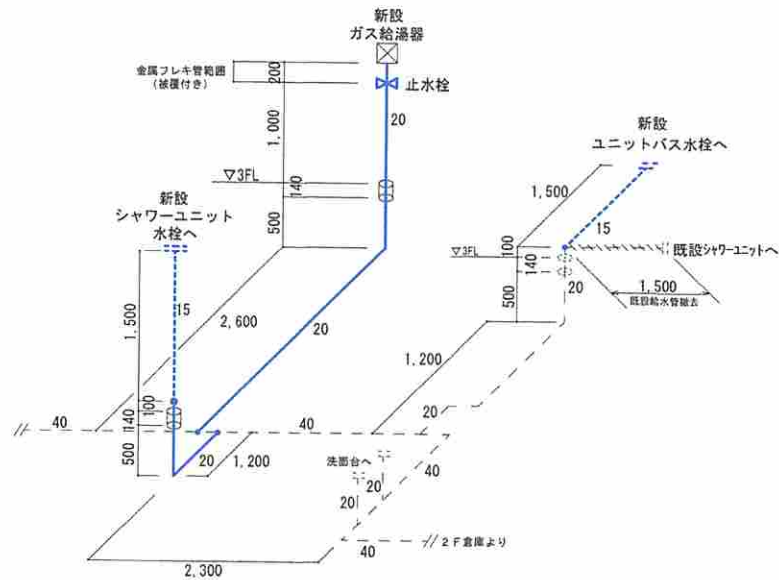 新設
ガス給湯器
金属フレキ管範囲
(被覆付き)
200
止水栓
20
1,000
▽3FL
140
500
新設
シャワーユニット
水栓へ
1,500
15
2,600
20
100
140
500
40
20
1,200
40
新設
ユニットバス水栓へ
1,500
15
▽3FL
100
140
500
20
既設シャワーユニットへ
1,500
既設給水管撤去
1,200
20
40
洗面台へ
20
20
40
2F倉庫より
2,300